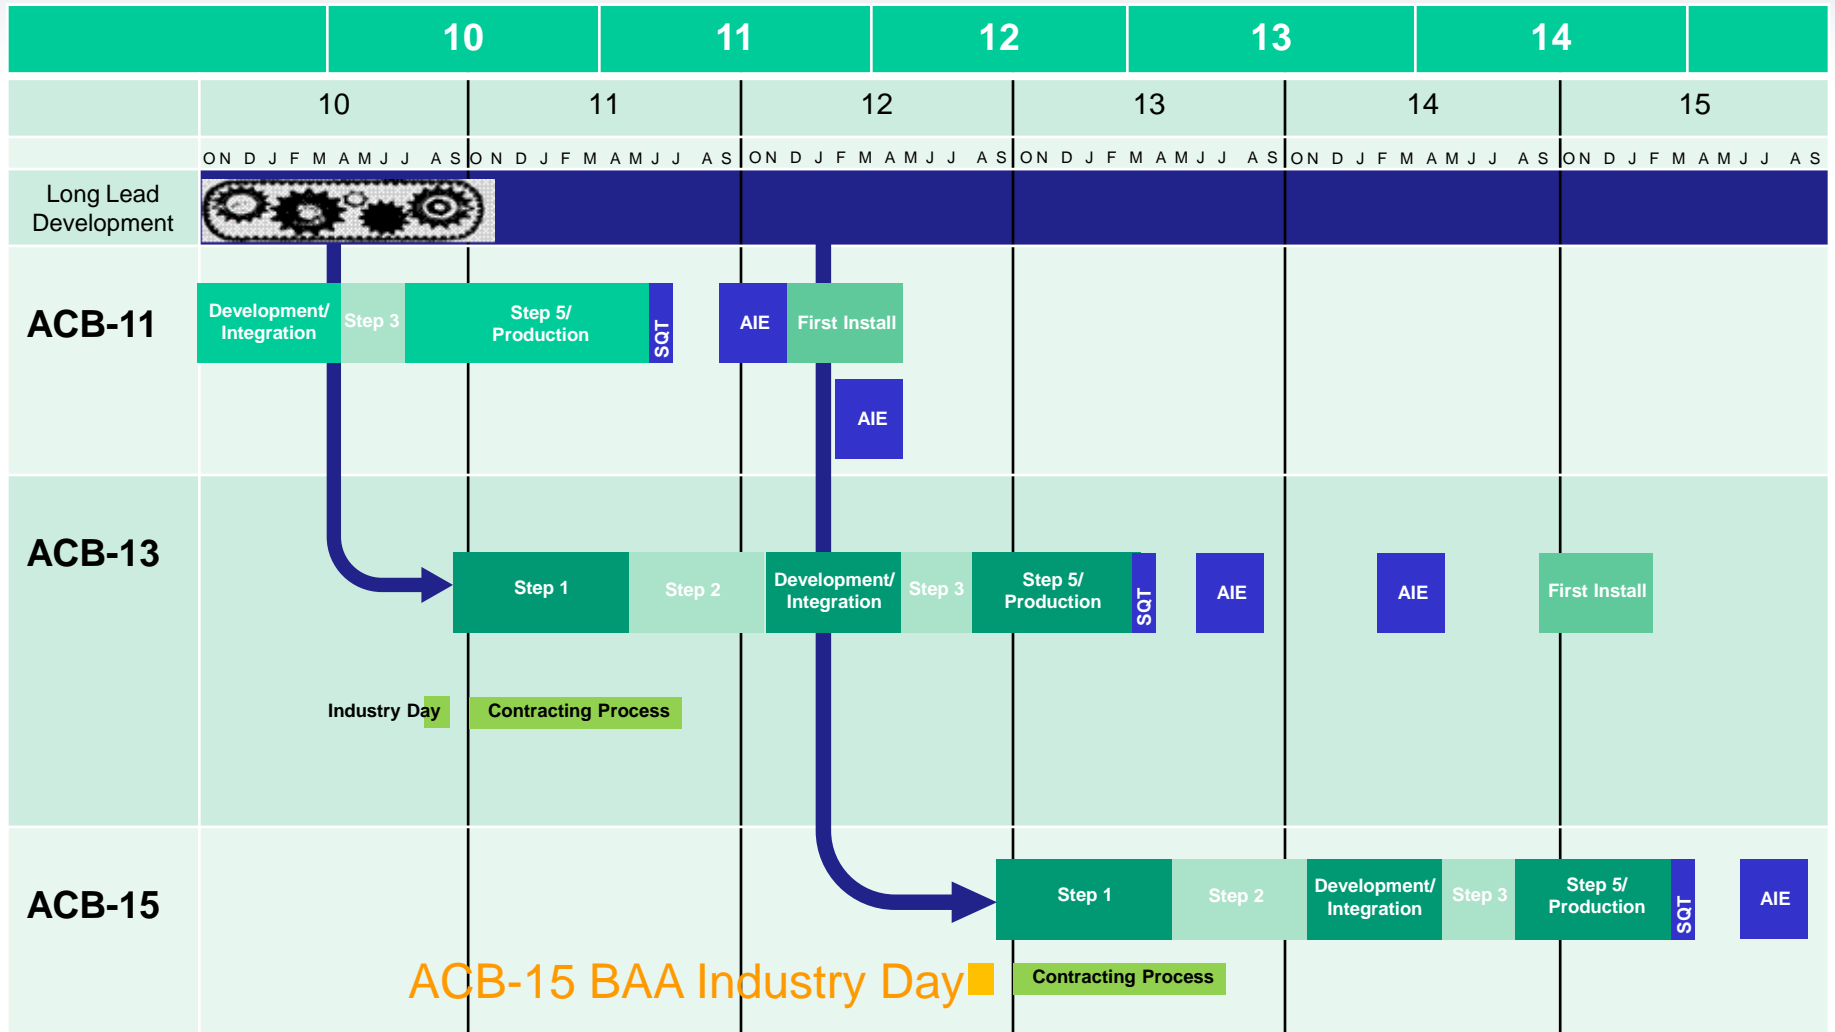 10 11 12 13 14
10 11 12 13 14 15
O N D J F M A M J J A S O N D J F M A M J J A S O N D J F M A M J J A S O N D J F M A M J J A S O N D J F M A M J J A S O N D J F M A M J J A S
Long Lead
Development
ACB-11
Development/
Integration
Step 3
Step 5/
Production
SQT
AIE
First Install
AIE
ACB-13
Step 1
Step 2
Development/
Integration
Step 3
Step 5/
Production
SQT
AIE
AIE
First Install
Industry Day
Contracting Process
ACB-15
Step 1
Step 2
Development/
Integration
Step 3
Step 5/
Production
SQT
AIE
ACB-15 BAA Industry Day
Contracting Process